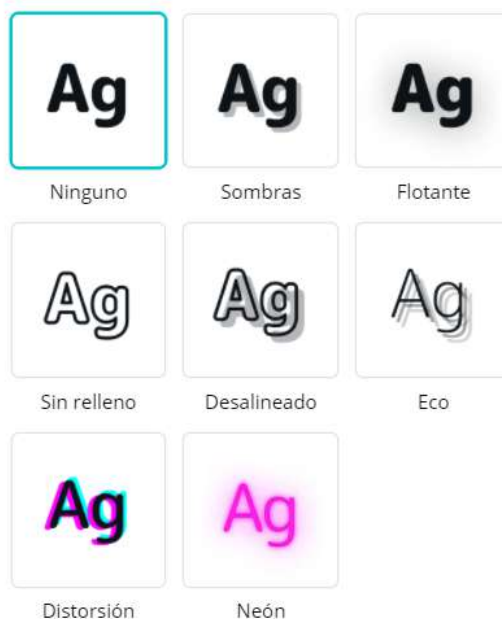 Ag Ag Ag
Ninguno Sombras Flotante
Ag Ag Ag
Sin relleno Desalineado Eco
Ag Ag
Distorsión Neón